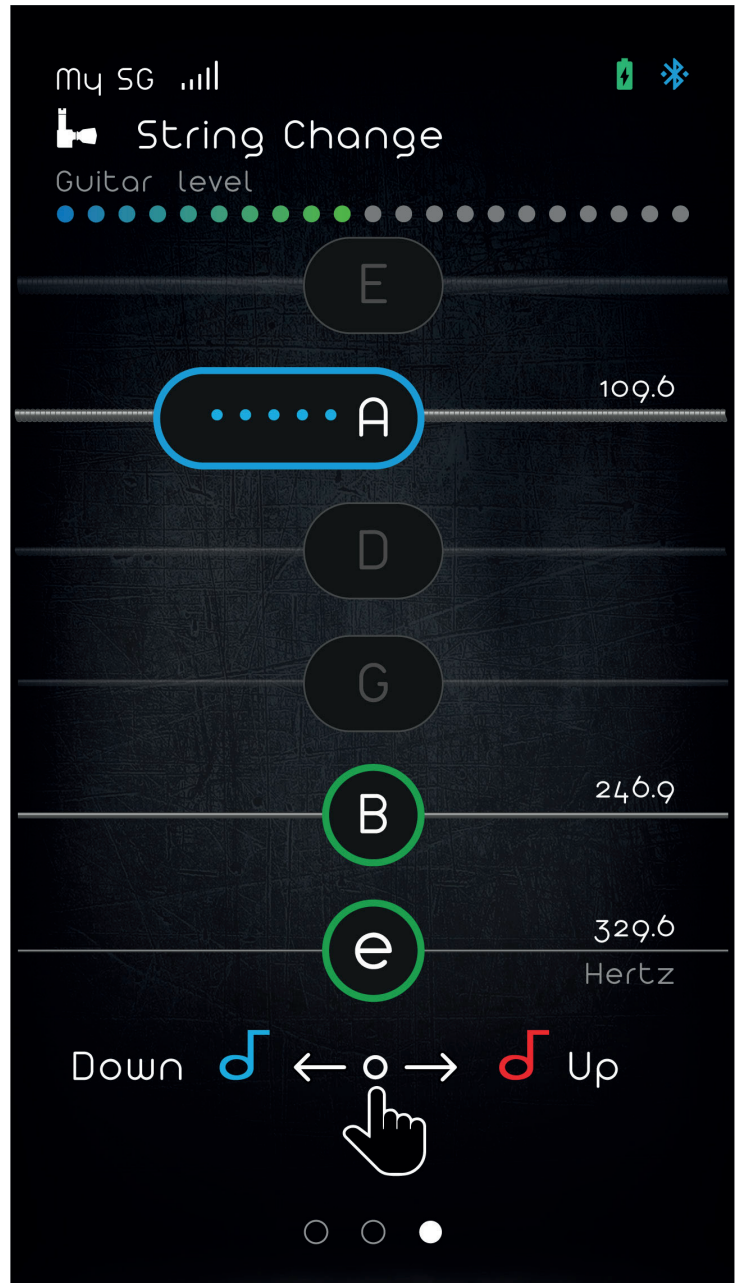 My SG
String Change
Guitar level
E
A 109.6
D
G
B 246.9
e 329.6
Hertz
Down Up